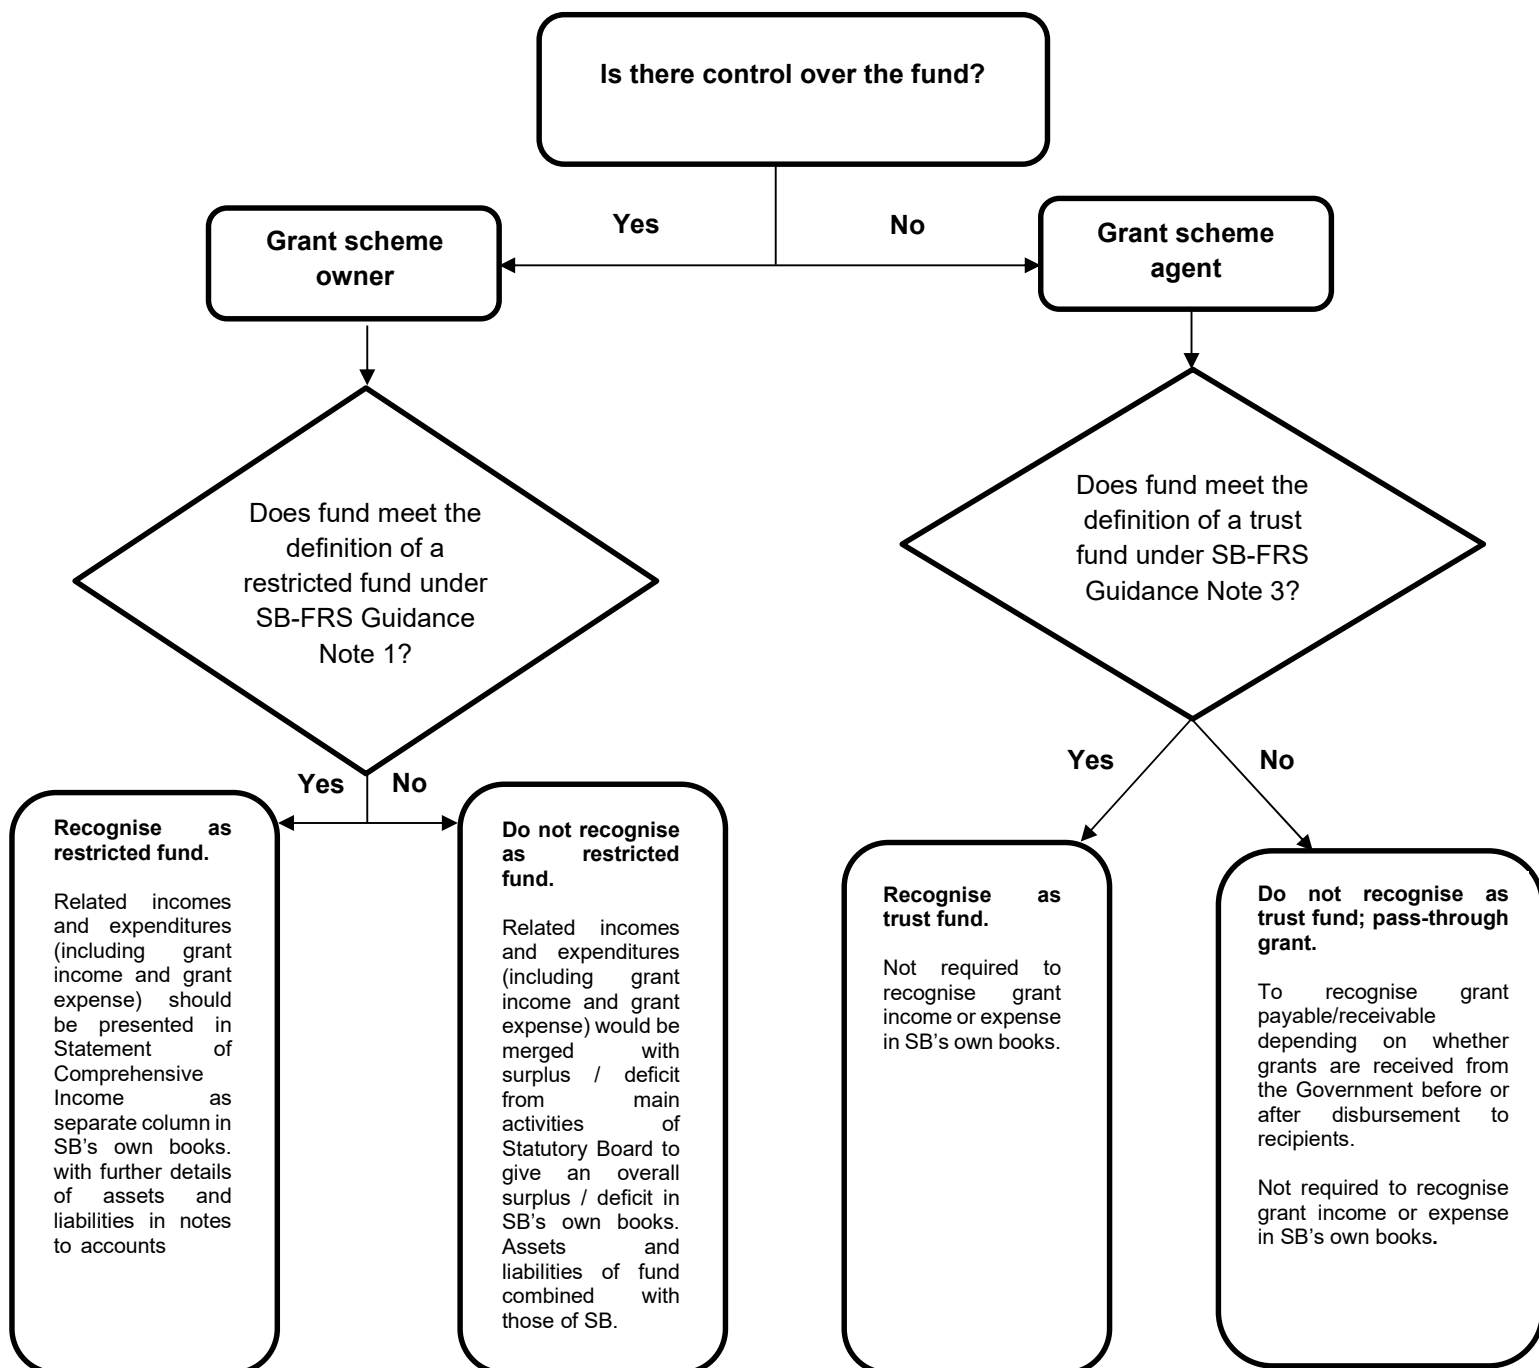 Is there control over the fund?
Yes
No
Grant scheme
owner
Grant scheme
agent
Does fund meet the
definition of a
restricted fund under
SB-FRS Guidance
Note 1?
Does fund meet the
definition of a trust
fund under SB-FRS
Guidance Note 3?
Yes
No
Yes
No
Recognise as
restricted fund.
Related incomes
and expenditures
(including grant
income and grant
expense) should
be presented in
Statement of
Comprehensive
Income as
separate column in
SB's own books.
with further details
of assets and
liabilities in notes
to accounts
Do not recognise
as restricted
fund.
Related incomes
and expenditures
(including grant
income and grant
expense) would be
merged with
surplus / deficit
from main
activities of
Statutory Board to
give an overall
surplus / deficit in
SB's own books.
Assets and
liabilities of fund
combined with
those of SB.
Recognise as
trust fund.
Not required to
recognise grant
income or expense
in SB's own books.
Do not recognise as
trust fund; pass-through
grant.
To recognise grant
payable/receivable
depending on whether
grants are received from
the Government before or
after disbursement to
recipients.
Not required to recognise
grant income or expense
in SB's own books.